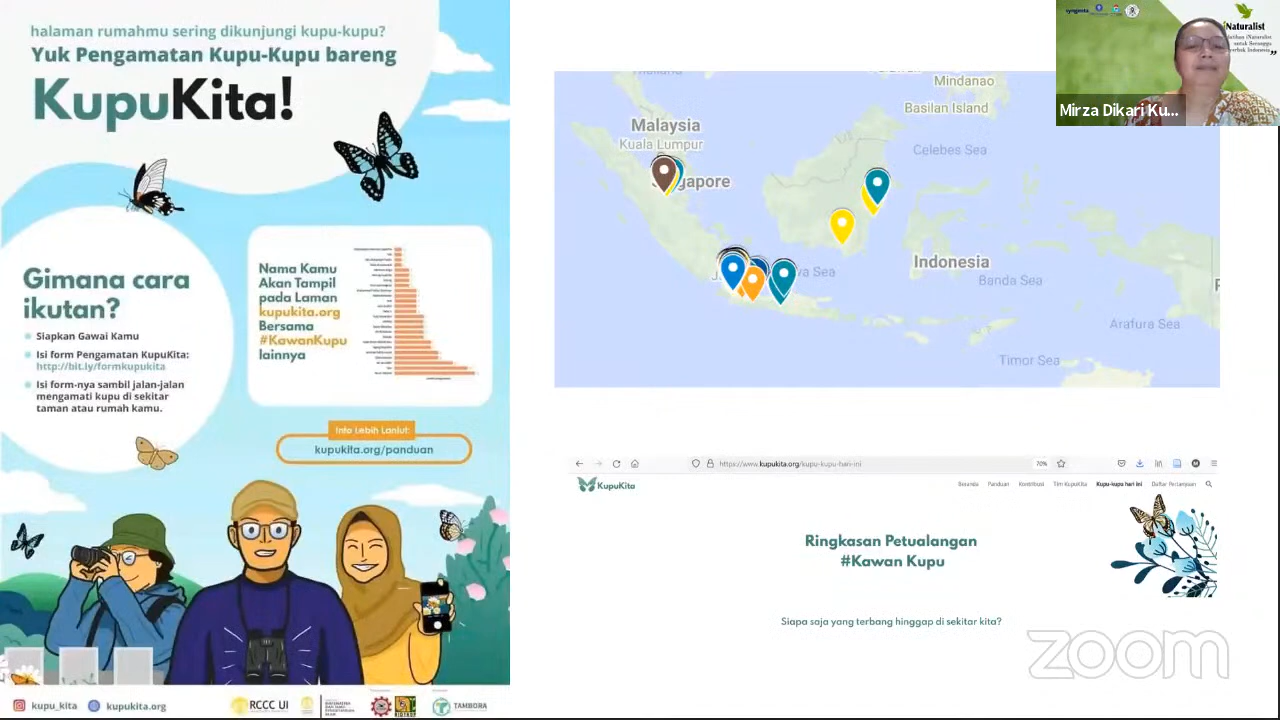 halaman rumahmu sering dikunjungi kupu-kupu?
Yuk Pengamatan Kupu-Kupu bareng
KupuKita!
Gimana cara
ikutan?
Siapkan Gawai Kamu
Isi form Pengamatan KupuKita:
http://bit.ly/formkupukita
Isi form-nya sambil jalan-jalan
mengamati kupu di sekitar
taman atau rumah kamu.
Nama Kamu
Akan Tampil
pada Laman
kupukita.org
Bersama
#KawanKupu
lainnya
Info Lebih Lanjut:
kupukita.org/panduan
kupu_kita
kupukita.org
RCCC UI
TAMBORA
Mindanao
Basilan Island
Malaysia
Kuala Lumpur
Celebes Sea
Indonesia
Banda Sea
Arafura Sea
Timor Sea
https://www.kupukita.org/kupu-kupu-hari-ini
70%
KupuKita
Beranda Panduan Kontribusi Tim KupuKita Kupu-kupu hari ini Daftar Pertanyaan
Ringkasan Petualangan
#Kawan Kupu
Siapa saja yang terbang hinggap di sekitar kita?
zoom
syngenta
Mirza Dikari Ku...